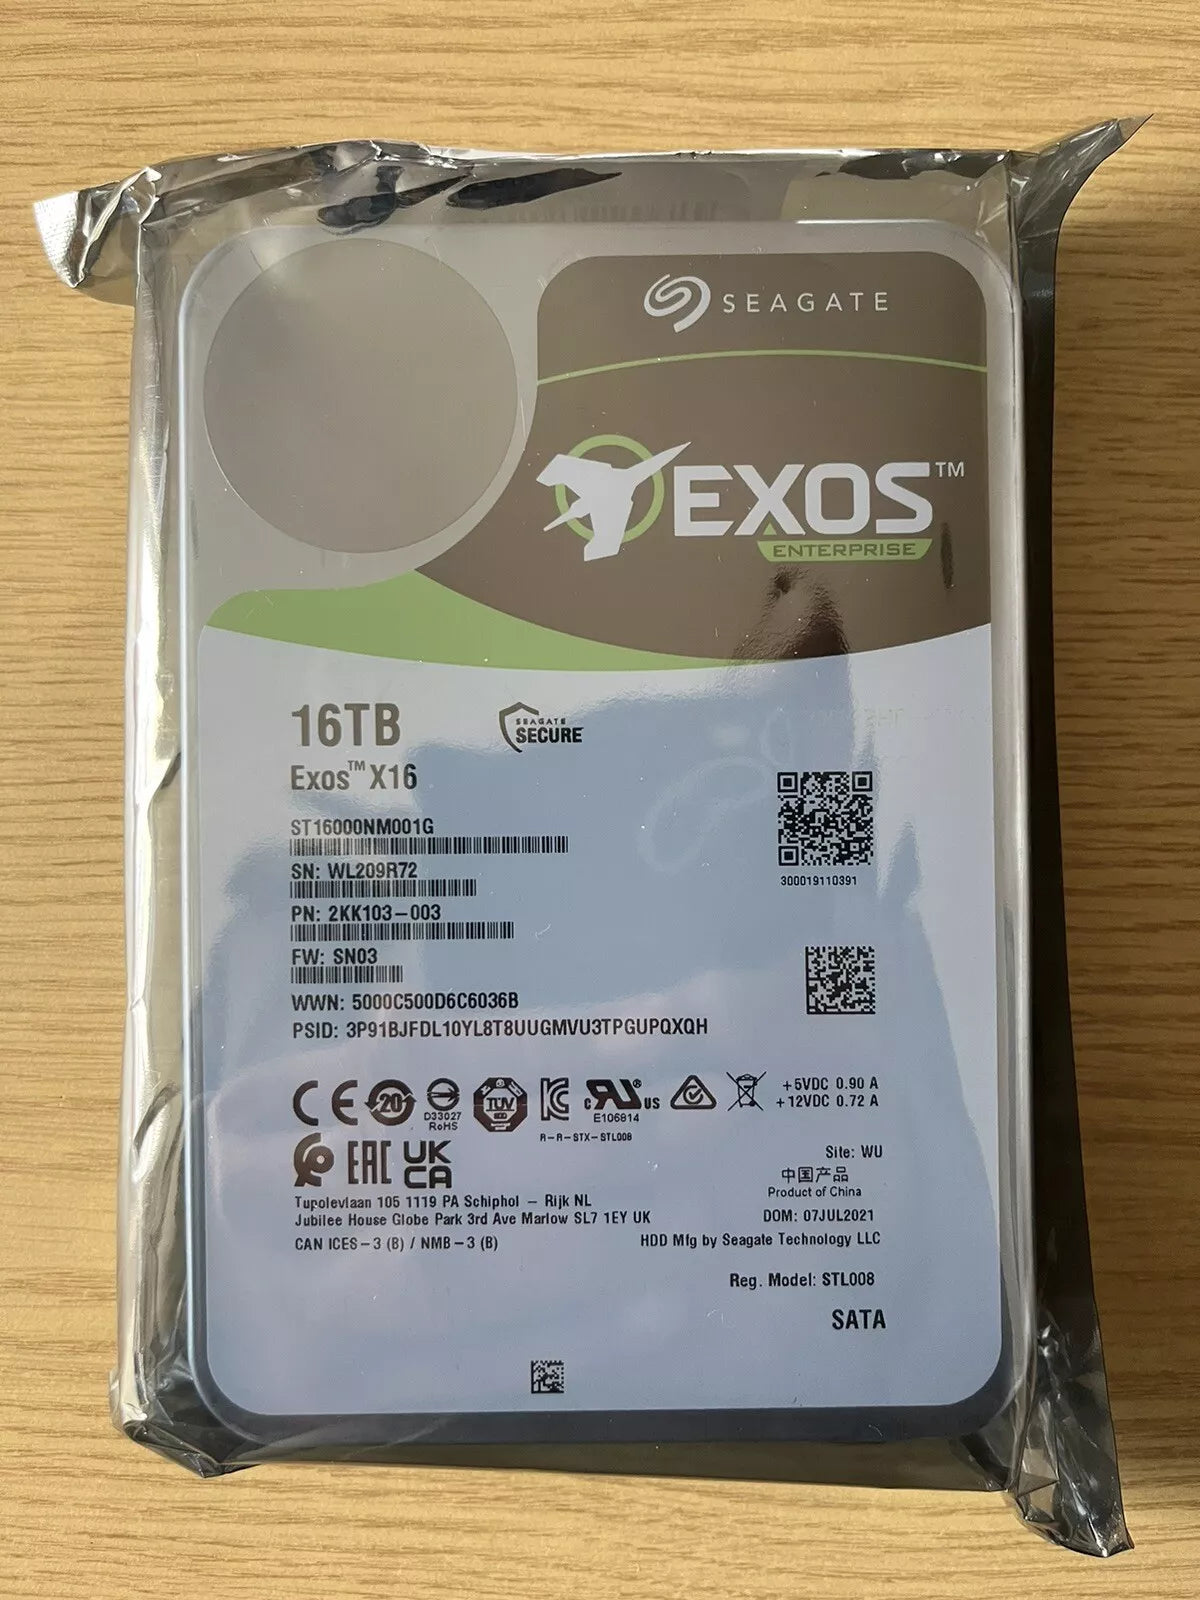 SEAGATE
EXOS™
ENTERPRISE
16TB
SEAGATE
SECURE
Exos™ X16
ST16000NM001G
SN: WL209R72
PN: 2KK103-003
FW: SN03
WWN: 5000C500D6C6036B
PSID: 3P91BJFDL10YL8T8UUGMVU3TPGUPQXQH
300019110391
CE 20 D33027 RoHS TÜV c RU® US E106814
R-R-STX-STL008
+5VDC 0.90 A
+12VDC 0.72 A
EAC UK CA
Site: WU
中国产品
Product of China
Tupolevlaan 105 1119 PA Schiphol - Rijk NL
Jubilee House Globe Park 3rd Ave Marlow SL7 1EY UK
DOM: 07JUL2021
CAN ICES-3 (B) / NMB-3 (B)
HDD Mfg by Seagate Technology LLC
Reg. Model: STL008
SATA